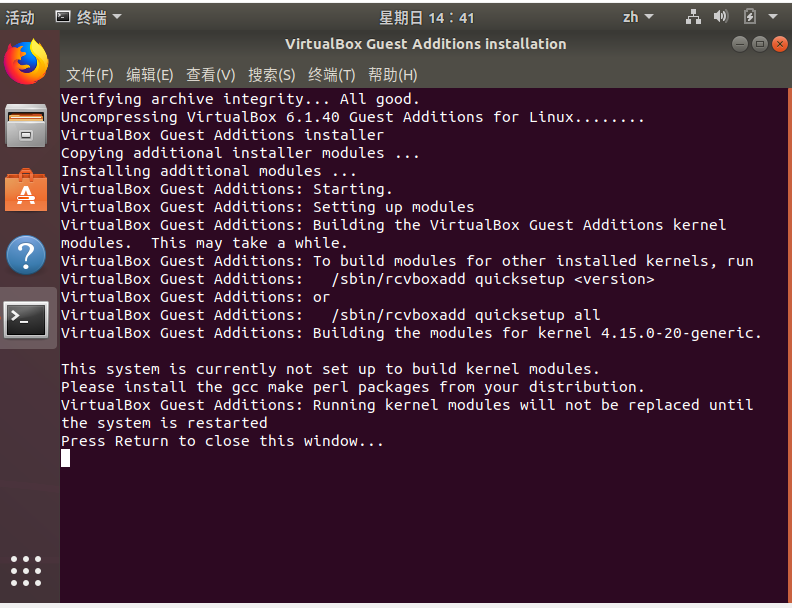 活动 终端 星期日 14：41 zh
VirtualBox Guest Additions installation
文件(F) 编辑(E) 查看(V) 搜索(S) 终端(T) 帮助(H)
Verifying archive integrity... All good.
Uncompressing VirtualBox 6.1.40 Guest Additions for Linux........
VirtualBox Guest Additions installer
Copying additional installer modules ...
Installing additional modules ...
VirtualBox Guest Additions: Starting.
VirtualBox Guest Additions: Setting up modules
VirtualBox Guest Additions: Building the VirtualBox Guest Additions kernel
modules.  This may take a while.
VirtualBox Guest Additions: To build modules for other installed kernels, run
VirtualBox Guest Additions:   /sbin/rcvboxadd quicksetup <version>
VirtualBox Guest Additions: or
VirtualBox Guest Additions:   /sbin/rcvboxadd quicksetup all
VirtualBox Guest Additions: Building the modules for kernel 4.15.0-20-generic.
This system is currently not set up to build kernel modules.
Please install the gcc make perl packages from your distribution.
VirtualBox Guest Additions: Running kernel modules will not be replaced until
the system is restarted
Press Return to close this window...